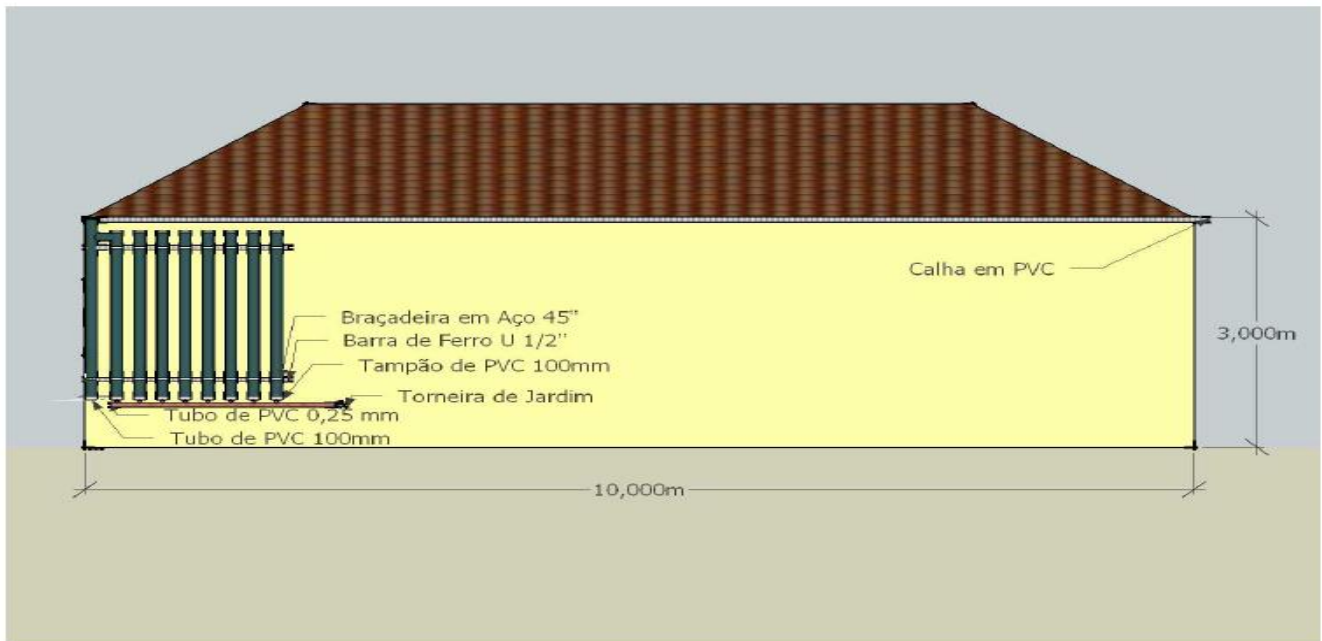 Calha em PVC
Braçadeira em Aço 45"
3,000m
Barra de Ferro U 1/2"
Tampão de PVC 100mm
Torneira de Jardim
Tubo de PVC 0,25 mm
Tubo de PVC 100mm
10,000m